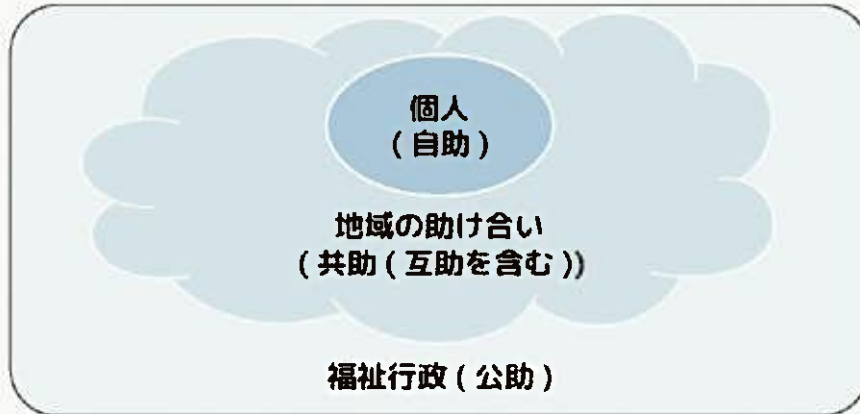 個人
( 自助 )
地域の助け合い
( 共助 ( 互助を含む ))
福祉行政 ( 公助 )